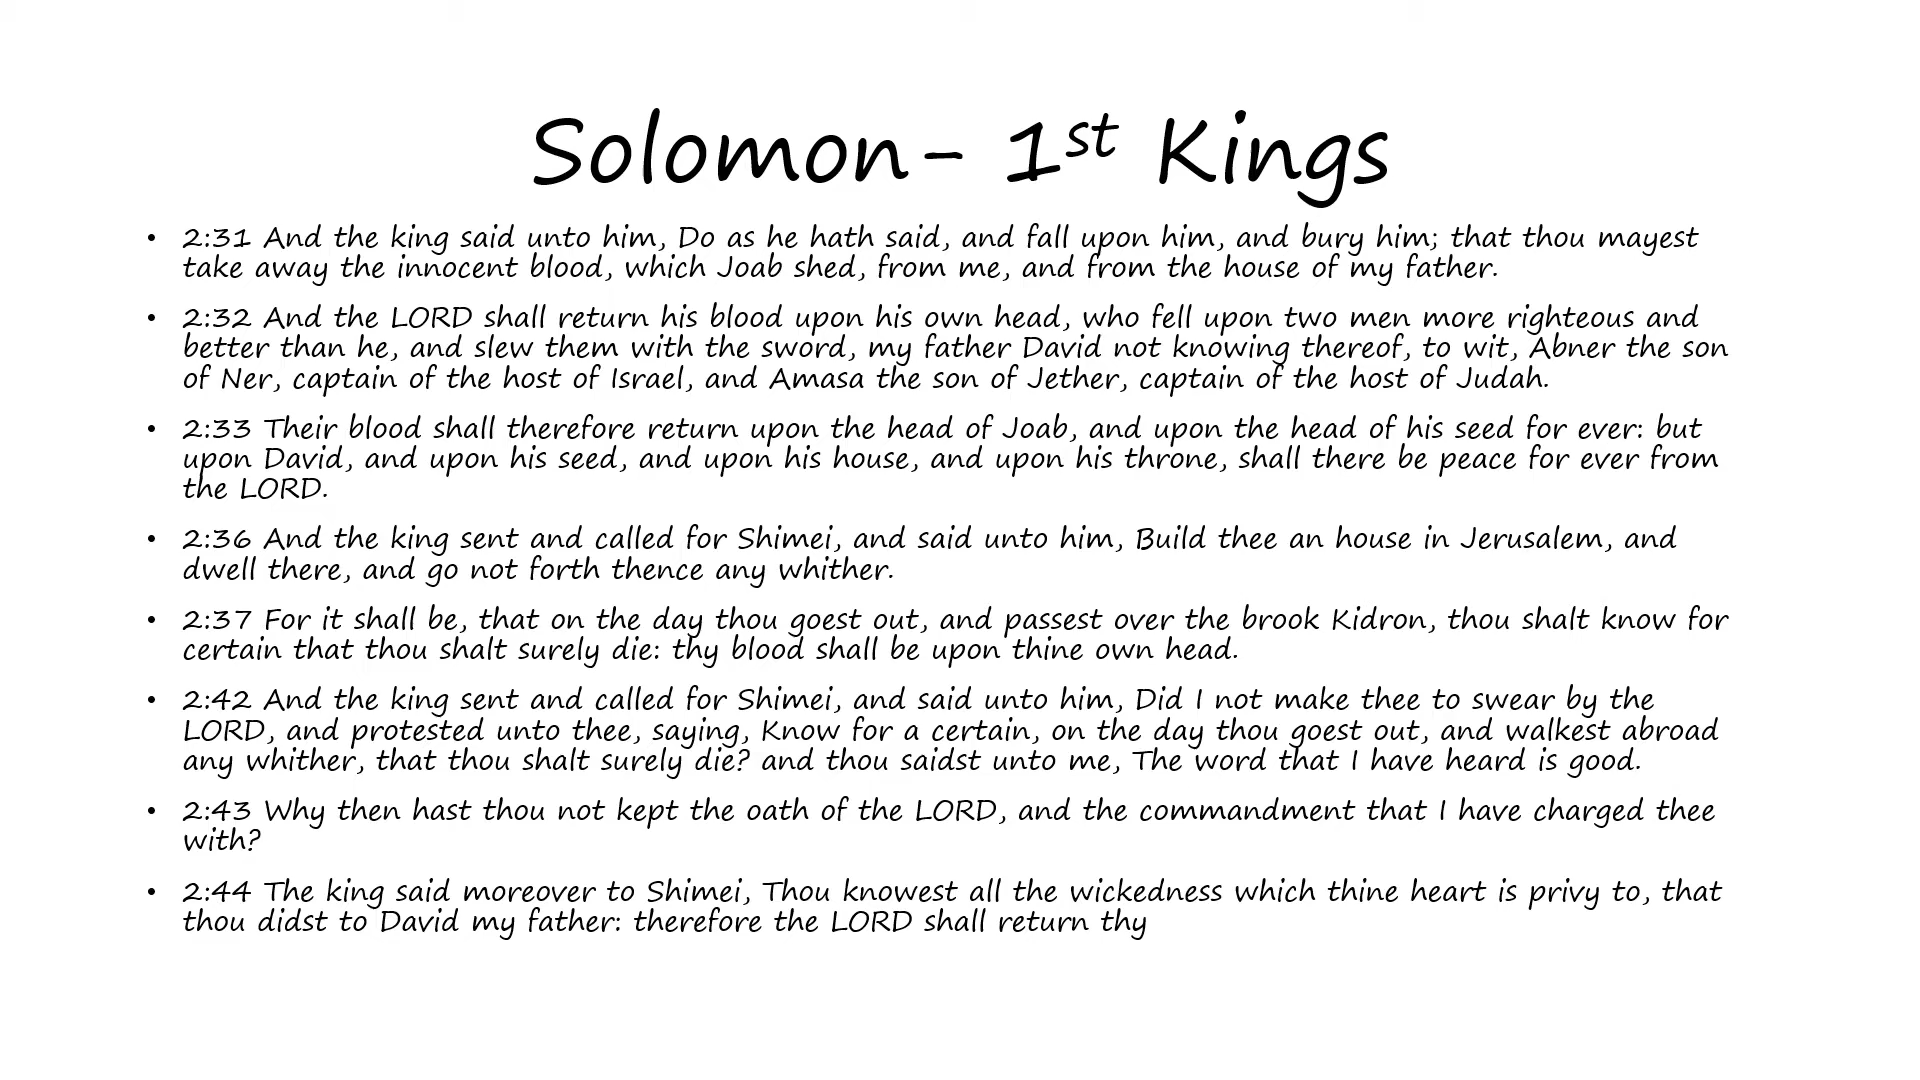 Solomon- 1st Kings
• 2:31 And the king said unto him, Do as he hath said, and fall upon him, and bury him; that thou mayest
take away the innocent blood, which Joab shed, from me, and from the house of my father.
• 2:32 And the LORD shall return his blood upon his own head, who fell upon two men more righteous and
better than he, and slew them with the sword, my father David not knowing thereof, to wit, Abner the son
of Ner, captain of the host of Israel, and Amasa the son of Jether, captain of the host of Judah.
• 2:33 Their blood shall therefore return upon the head of Joab, and upon the head of his seed for ever: but
upon David, and upon his seed, and upon his house, and upon his throne, shall there be peace for ever from
the LORD.
• 2:36 And the king sent and called for Shimei, and said unto him, Build thee an house in Jerusalem, and
dwell there, and go not forth thence any whither.
• 2:37 For it shall be, that on the day thou goest out, and passest over the brook Kidron, thou shalt know for
certain that thou shalt surely die: thy blood shall be upon thine own head.
• 2:42 And the king sent and called for Shimei, and said unto him, Did I not make thee to swear by the
LORD, and protested unto thee, saying, Know for a certain, on the day thou goest out, and walkest abroad
any whither, that thou shalt surely die? and thou saidst unto me, The word that I have heard is good.
• 2:43 Why then hast thou not kept the oath of the LORD, and the commandment that I have charged thee
with?
• 2:44 The king said moreover to Shimei, Thou knowest all the wickedness which thine heart is privy to, that
thou didst to David my father: therefore the LORD shall return thy